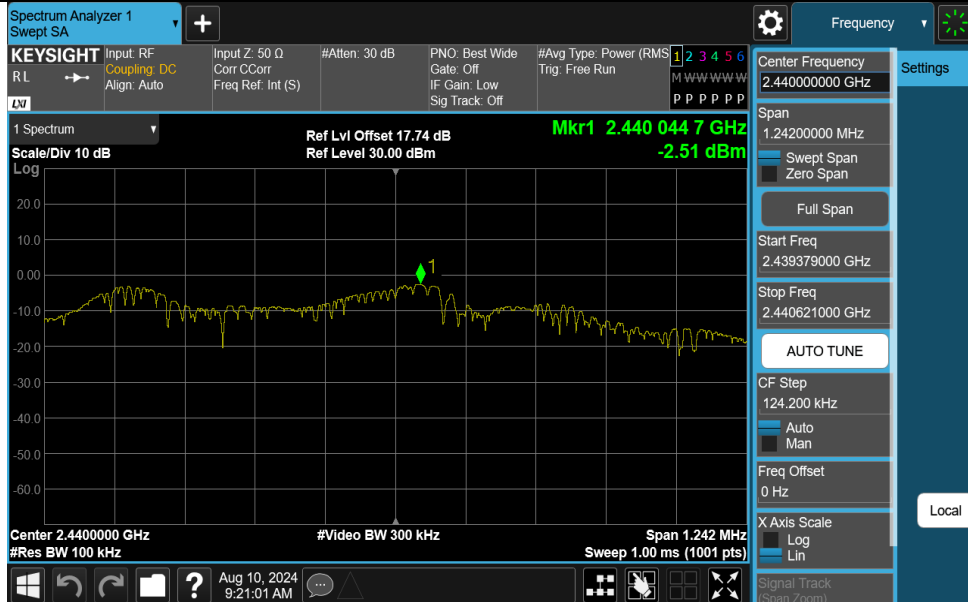 Spectrum Analyzer 1
Swept SA
+
Frequency
KEYSIGHT
R L
LXI
Input: RF
Coupling: DC
Align: Auto
Input Z: 50 Ω
Corr CCorr
Freq Ref: Int (S)
#Atten: 30 dB
PNO: Best Wide
Gate: Off
IF Gain: Low
Sig Track: Off
#Avg Type: Power (RMS
Trig: Free Run
1 2 3 4 5 6
M W W W W W
P P P P P P
Settings
Center Frequency
2.440000000 GHz
Span
1.24200000 MHz
Swept Span
Zero Span
Full Span
Start Freq
2.439379000 GHz
Stop Freq
2.440621000 GHz
AUTO TUNE
CF Step
124.200 kHz
Auto
Man
Freq Offset
0 Hz
X Axis Scale
Log
Lin
Signal Track
(Span Zoom)
Local
1 Spectrum
Scale/Div 10 dB
Log
Ref Lvl Offset 17.74 dB
Ref Level 30.00 dBm
Mkr1 2.440 044 7 GHz
-2.51 dBm
1
20.0
10.0
0.00
-10.0
-20.0
-30.0
-40.0
-50.0
-60.0
Center 2.4400000 GHz
#Res BW 100 kHz
#Video BW 300 kHz
Span 1.242 MHz
Sweep 1.00 ms (1001 pts)
?
Aug 10, 2024
9:21:01 AM